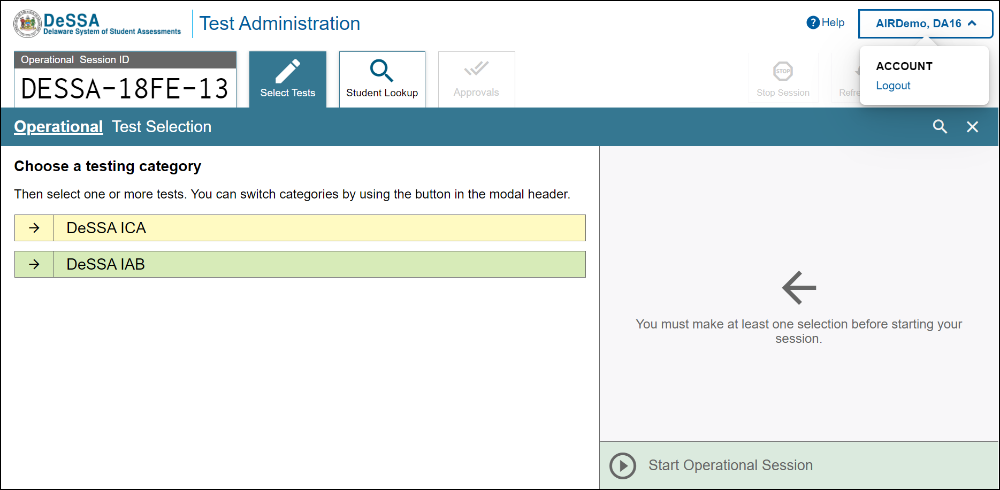 DeSSA
Delaware System of Student Assessments
Test Administration
? Help
AIRDemo, DA16
ACCOUNT
Logout
Operational Session ID
DESSA-18FE-13
Select Tests
Student Lookup
Approvals
STOP
Stop Session
Refre
Operational Test Selection
Choose a testing category
Then select one or more tests. You can switch categories by using the button in the modal header.
DeSSA ICA
DeSSA IAB
You must make at least one selection before starting your
session.
Start Operational Session